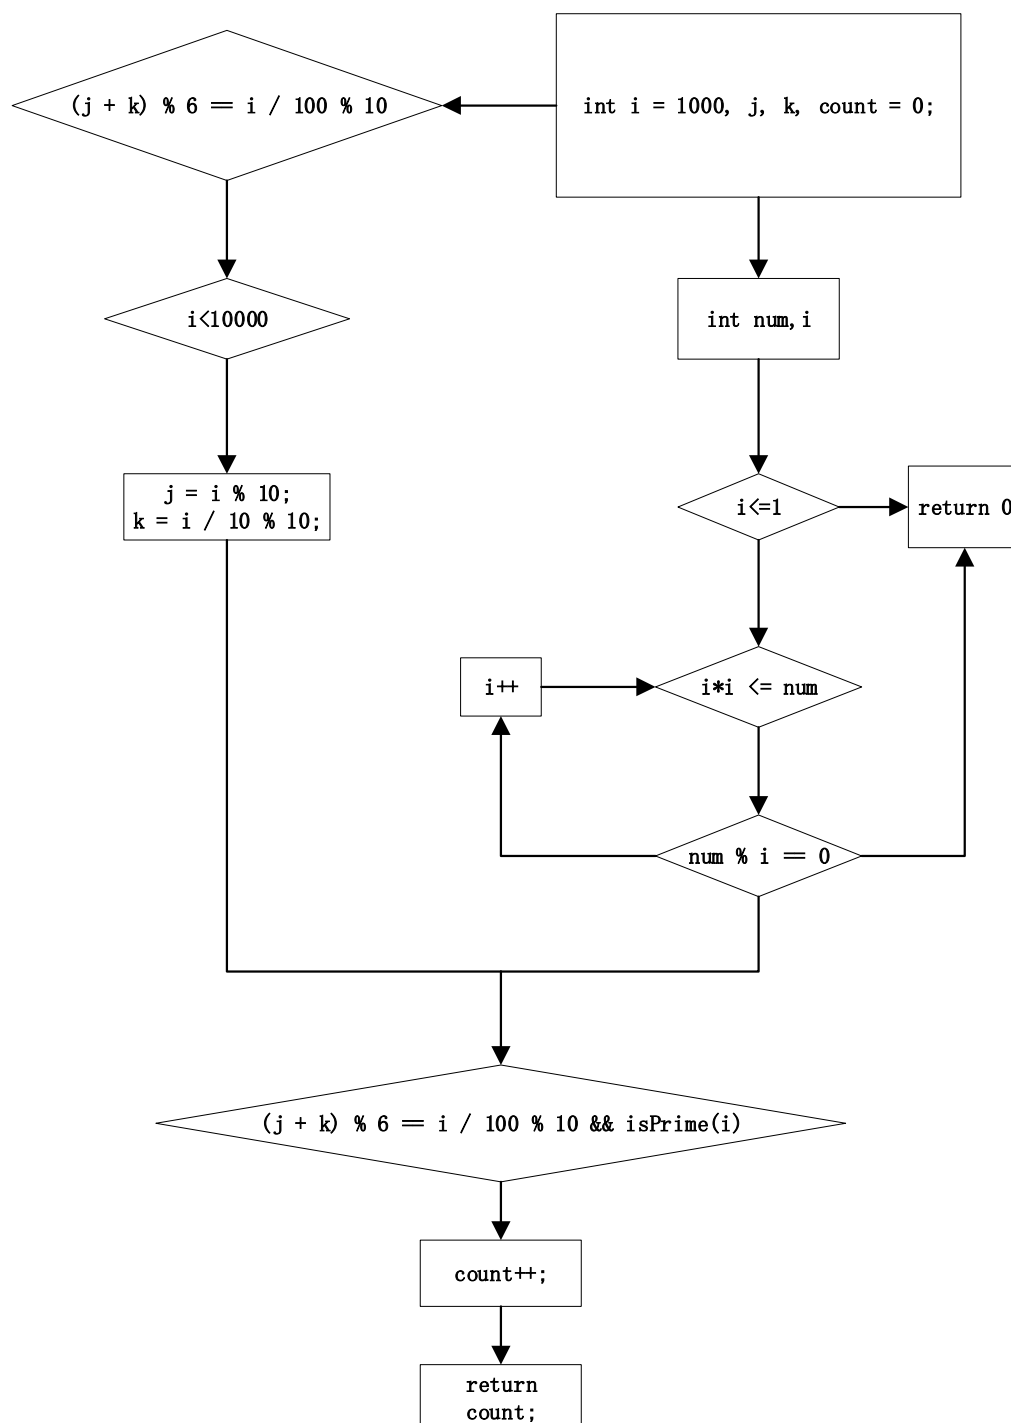 (j + k) % 6 == i / 100 % 10
int i = 1000, j, k, count = 0;
i<10000
int num,i
j = i % 10;
k = i / 10 % 10;
i<=1
return 0
i++
i*i <= num
num % i == 0
(j + k) % 6 == i / 100 % 10 && isPrime(i)
count++;
return
count;